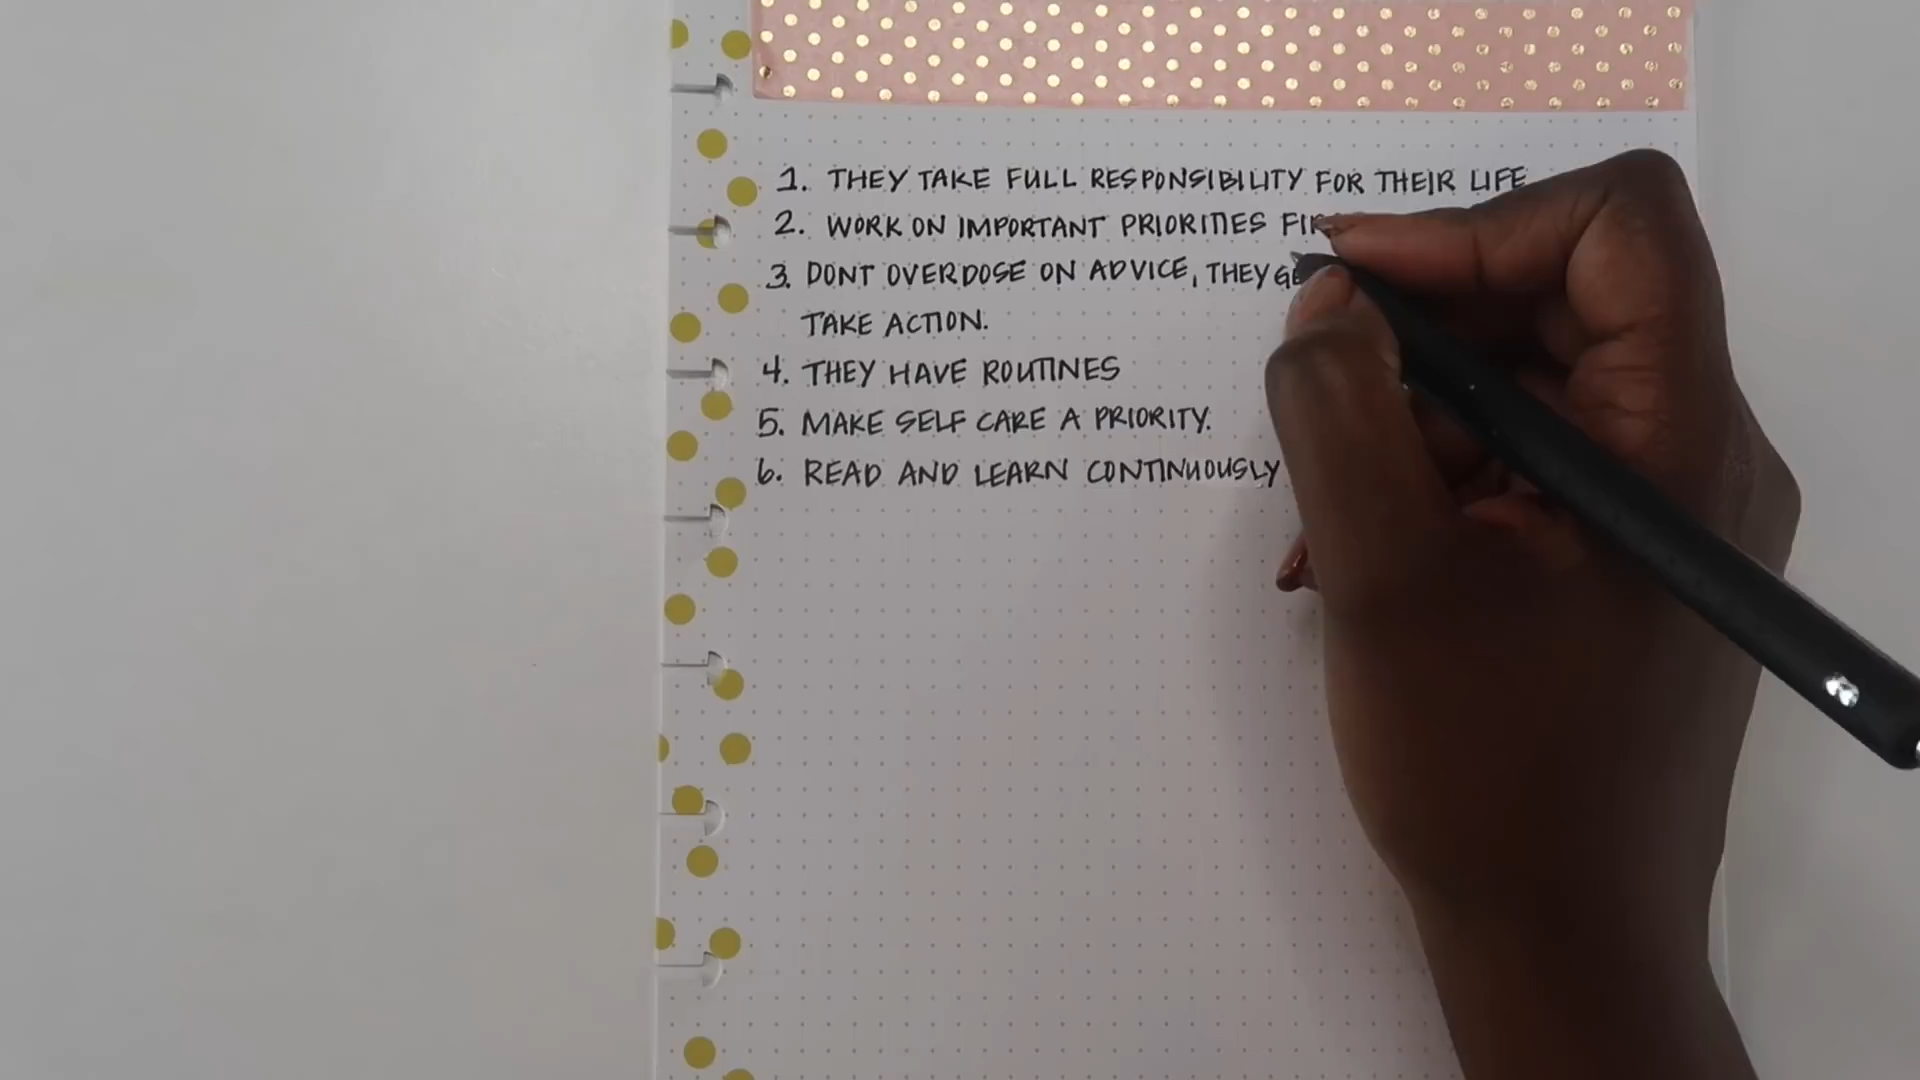 1. THEY TAKE FULL RESPONSIBILITY FOR THEIR LIFE
2. WORK ON IMPORTANT PRIORITIES
3. DONT OVERDOSE ON ADVICE, THEY
TAKE ACTION.
4. THEY HAVE ROUTINES
5. MAKE SELF CARE A PRIORITY.
6. READ AND LEARN CONTINUOUSLY